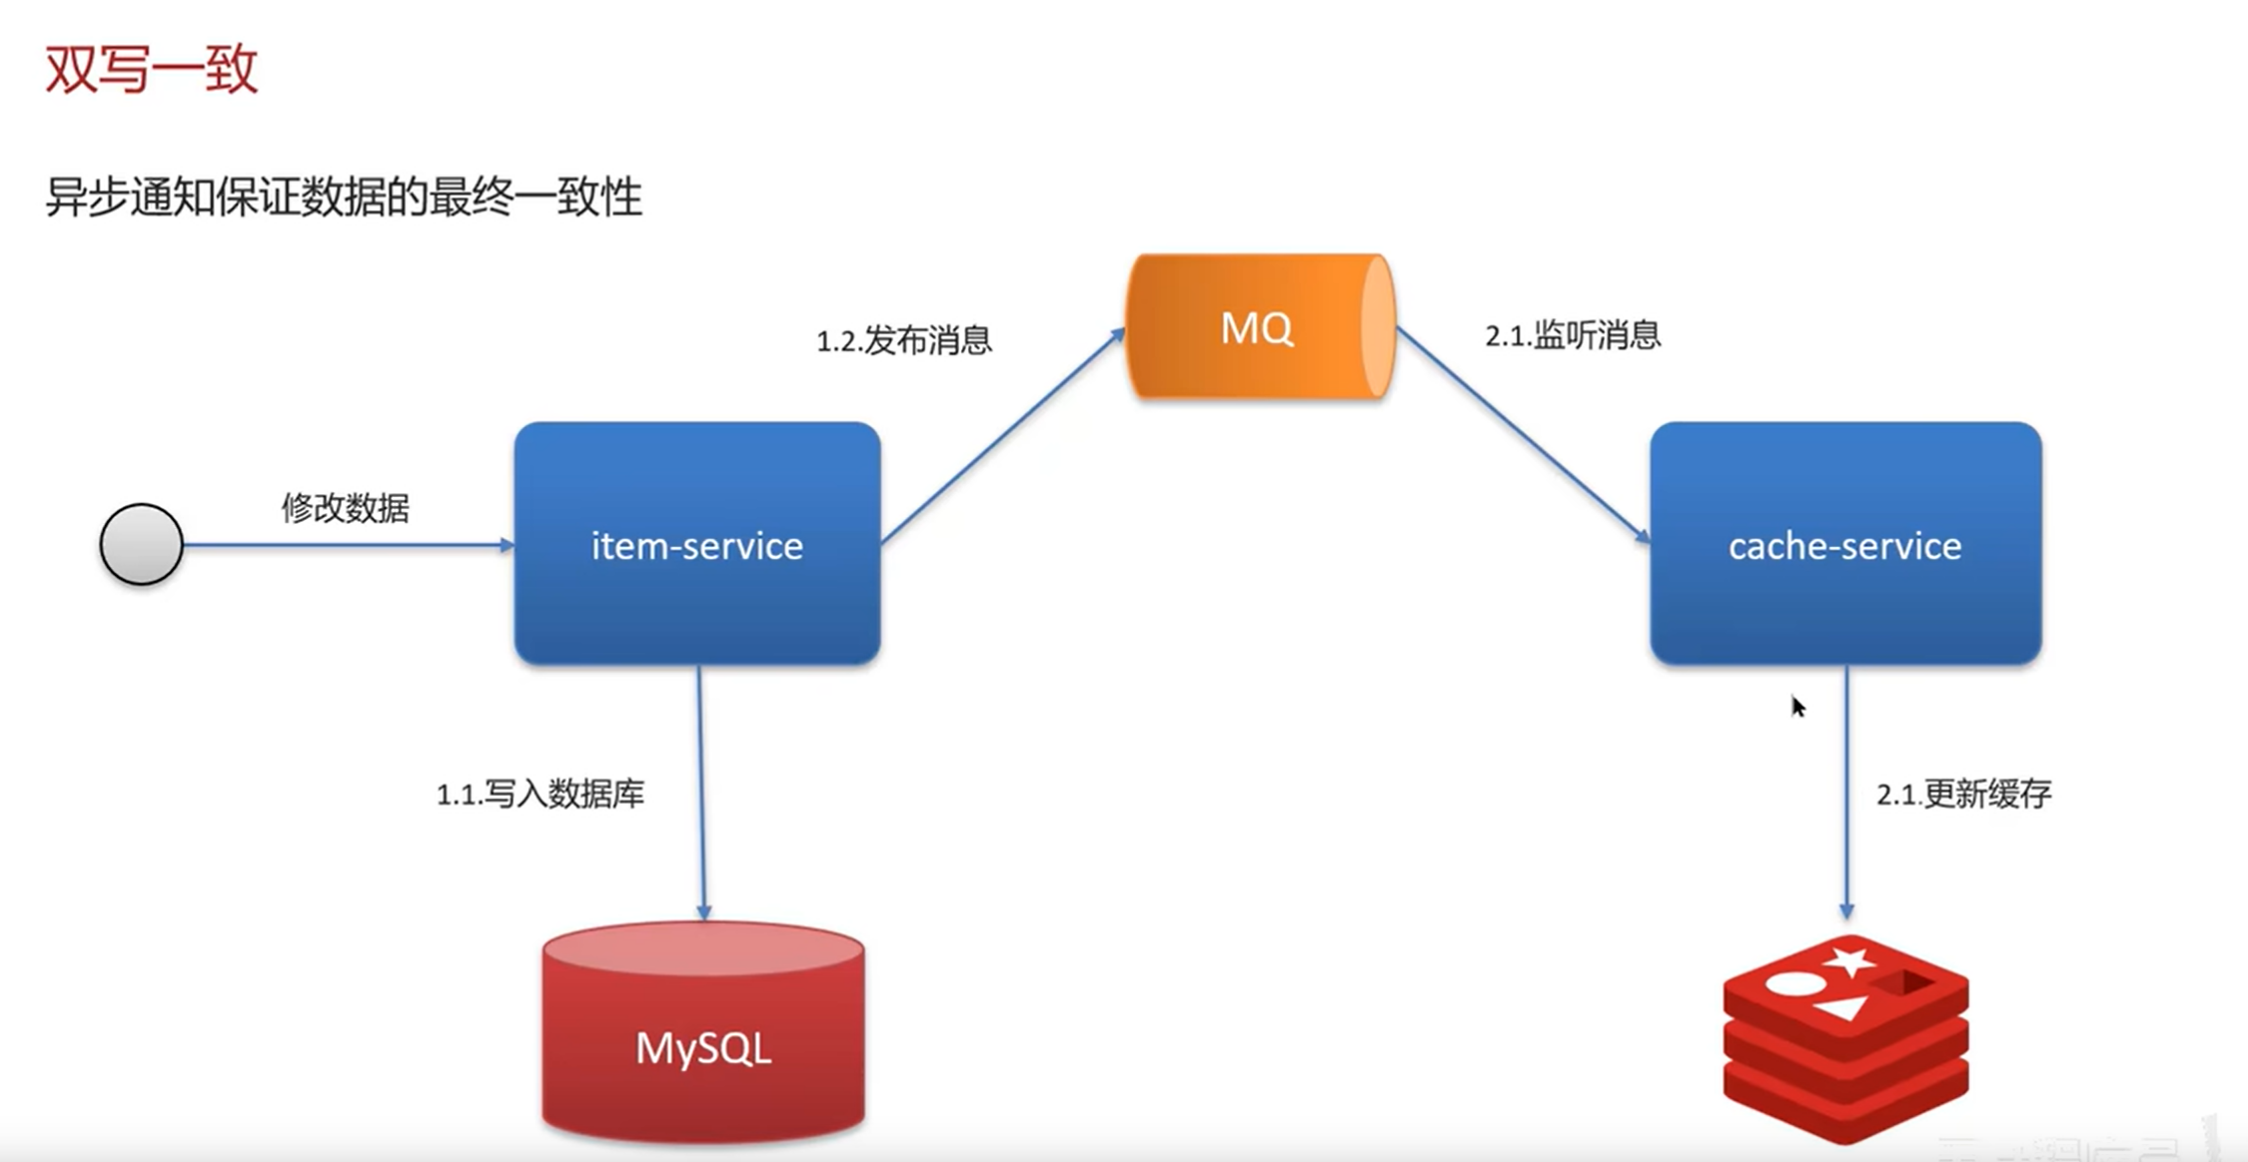 双写一致
异步通知保证数据的最终一致性
MQ
1.2.发布消息
2.1.监听消息
修改数据
item-service
cache-service
1.1.写入数据库
2.1.更新缓存
MySQL